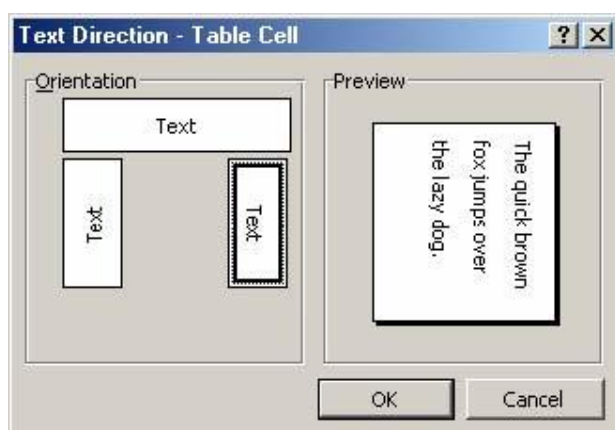 Text Direction - Table Cell
Orientation
Text
Text
Text
Preview
The quick brown
fox jumps over
the lazy dog.
OK
Cancel